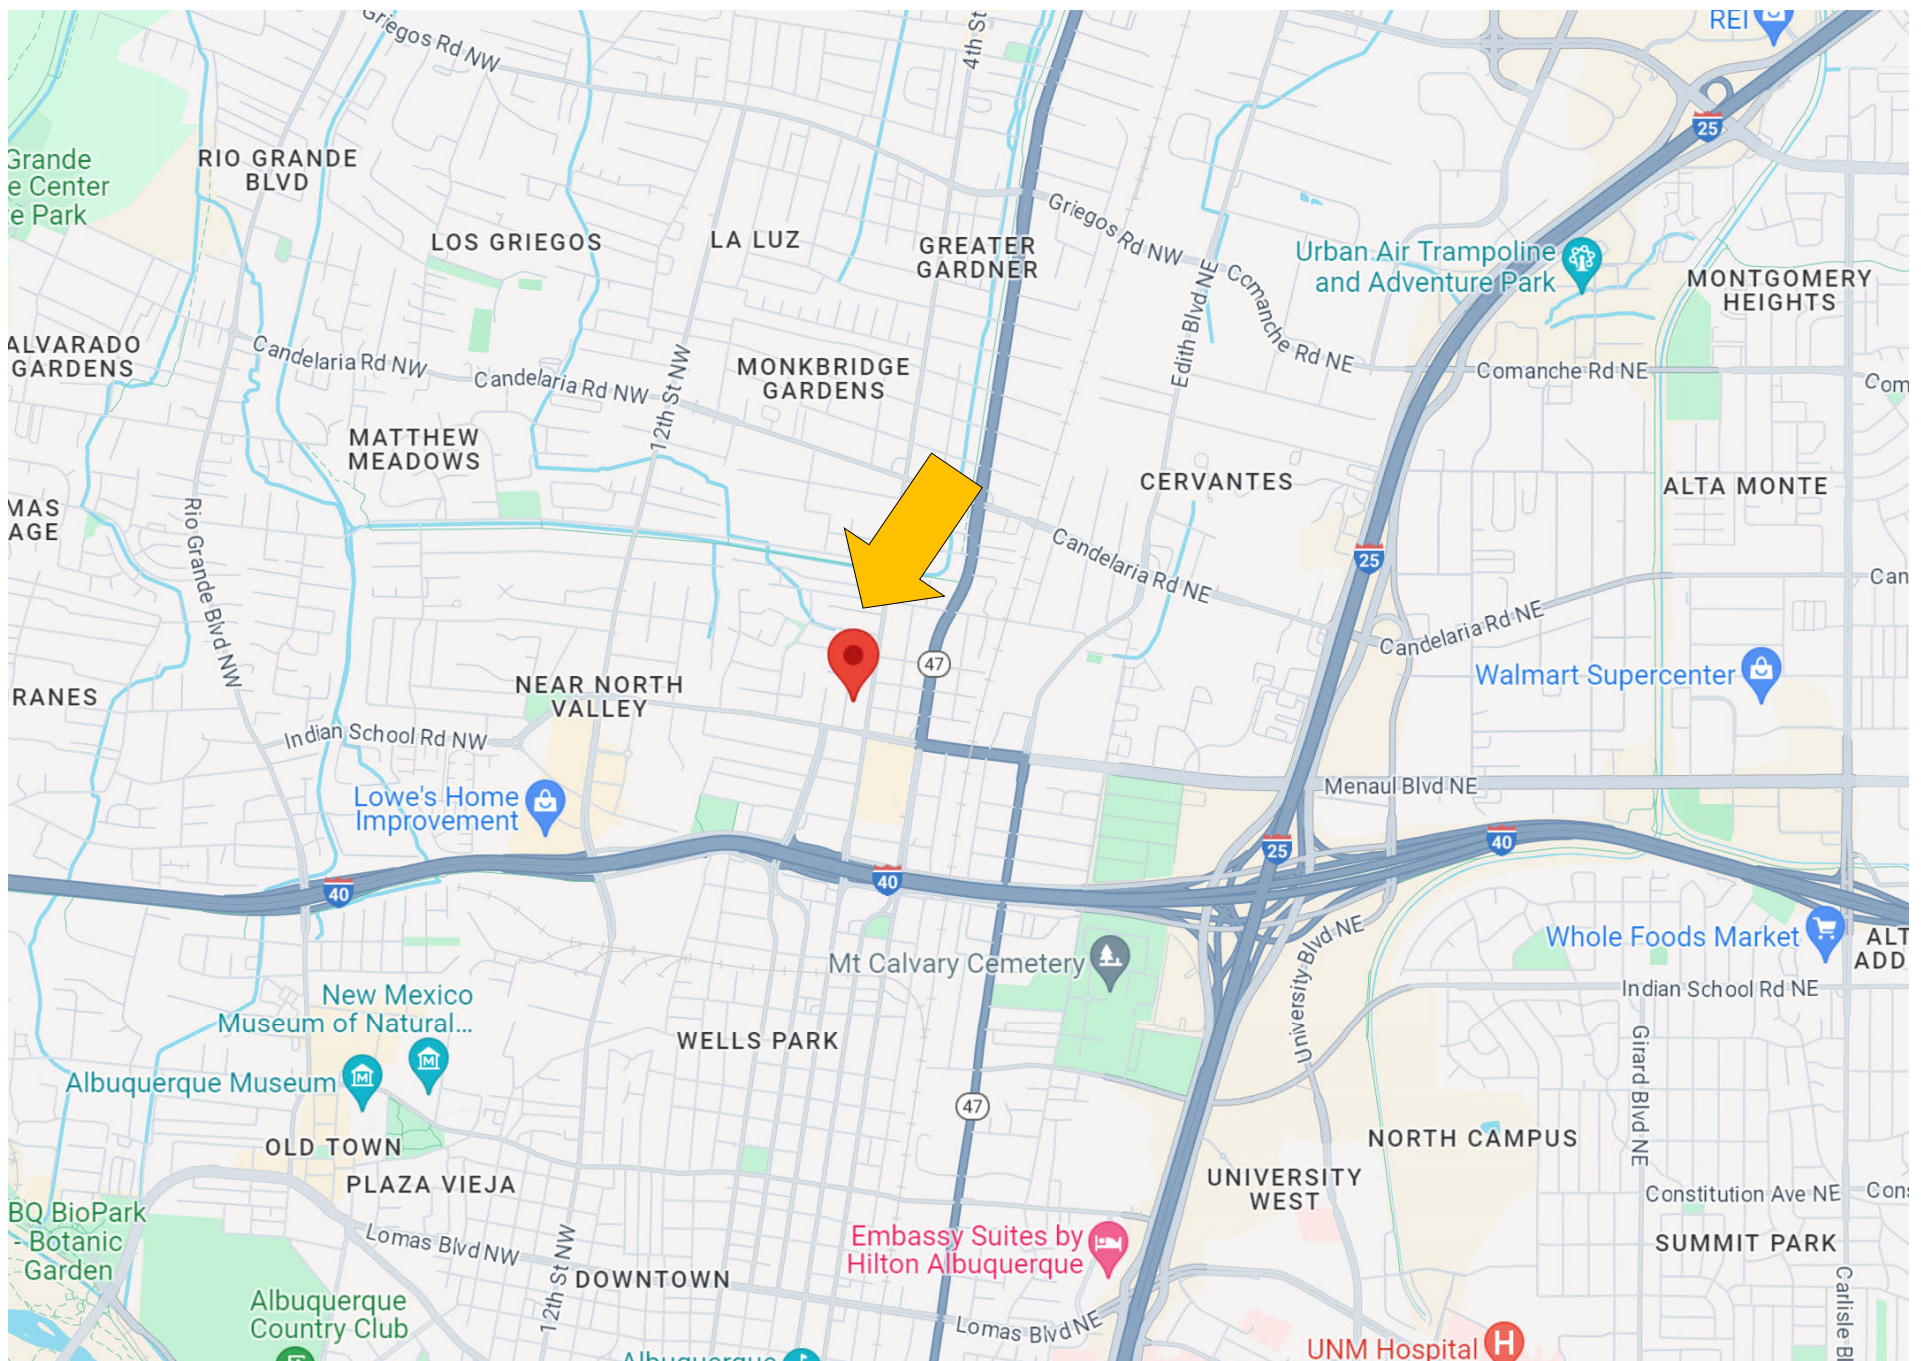 Griegos Rd NW
4th St
REI
25
Grande
e Center
e Park
RIO GRANDE
BLVD
LOS GRIEGOS
LA LUZ
GREATER
GARDNER
Griegos Rd NW
Edith Blvd NE
Comanche Rd NE
Urban Air Trampoline
and Adventure Park
MONTGOMERY
HEIGHTS
ALVARADO
GARDENS
Candelaria Rd NW
Candelaria Rd NW
12th St NW
MONKBRIDGE
GARDENS
Comanche Rd NE
Com
MATTHEW
MEADOWS
CERVANTES
ALTA MONTE
MAS
AGE
Rio Grande Blvd NW
Candelaria Rd NE
25
Can
Candelaria Rd NE
47
Walmart Supercenter
RANES
NEAR NORTH
VALLEY
Indian School Rd NW
Menaul Blvd NE
Lowe's Home
Improvement
40
40
25
40
University Blvd NE
Whole Foods Market
ALT
ADD
Mt Calvary Cemetery
Indian School Rd NE
New Mexico
Museum of Natural...
WELLS PARK
Girard Blvd NE
Albuquerque Museum
47
OLD TOWN
NORTH CAMPUS
PLAZA VIEJA
UNIVERSITY
WEST
Constitution Ave NE
Cons
BQ BioPark
- Botanic
Garden
Lomas Blvd NW
12th St NW
DOWNTOWN
Embassy Suites by
Hilton Albuquerque
SUMMIT PARK
Carlisle B
Albuquerque
Country Club
Lomas Blvd NE
UNM Hospital
H
Albuquerque